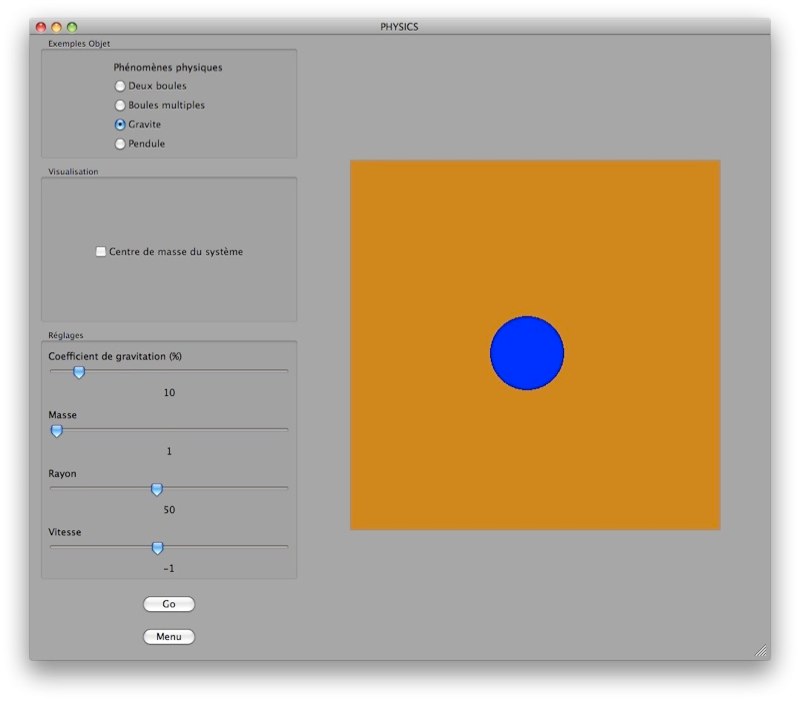 PHYSICS
Exemples Objet
Phénomènes physiques
Deux boules
Boules multiples
Gravite
Pendule
Visualisation
Centre de masse du système
Réglages
Coefficient de gravitation (%)
10
Masse
1
Rayon
50
Vitesse
-1
Go
Menu